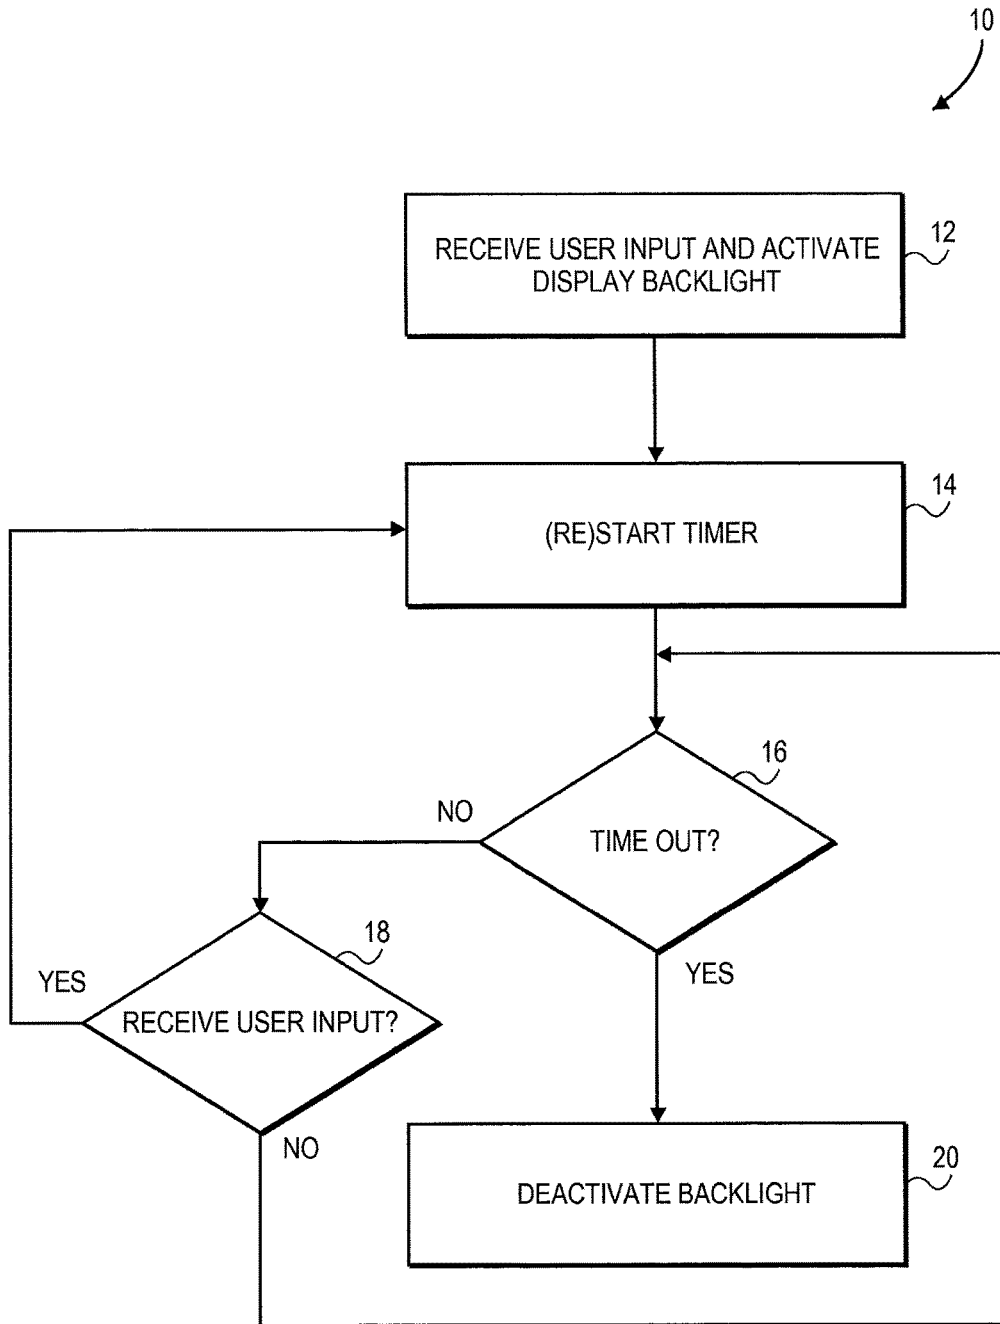 10
RECEIVE USER INPUT AND ACTIVATE
DISPLAY BACKLIGHT
12
(RE)START TIMER
14
16
NO
TIME OUT?
YES
18
YES
RECEIVE USER INPUT?
NO
DEACTIVATE BACKLIGHT
20